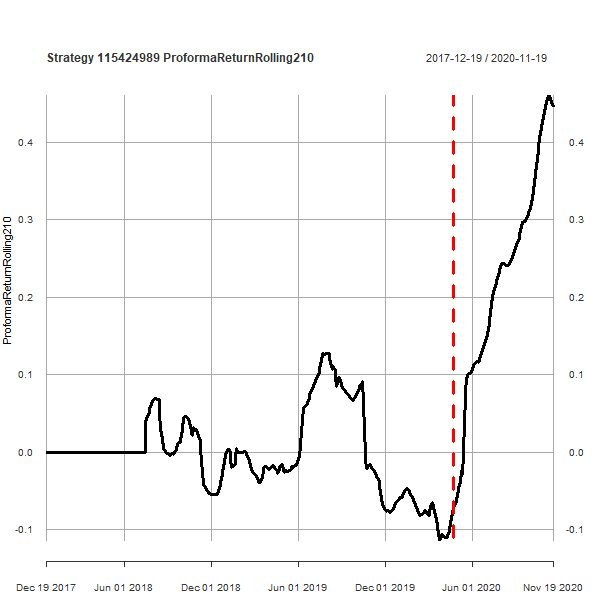 Strategy 115424989 ProformaReturnRolling210
2017-12-19 / 2020-11-19
ProformaReturnRolling210
0.4 0.4
0.3 0.3
0.2 0.2
0.1 0.1
0.0 0.0
-0.1 -0.1
Dec 19 2017 Jun 01 2018 Dec 01 2018 Jun 01 2019 Dec 01 2019 Jun 01 2020 Nov 19 2020